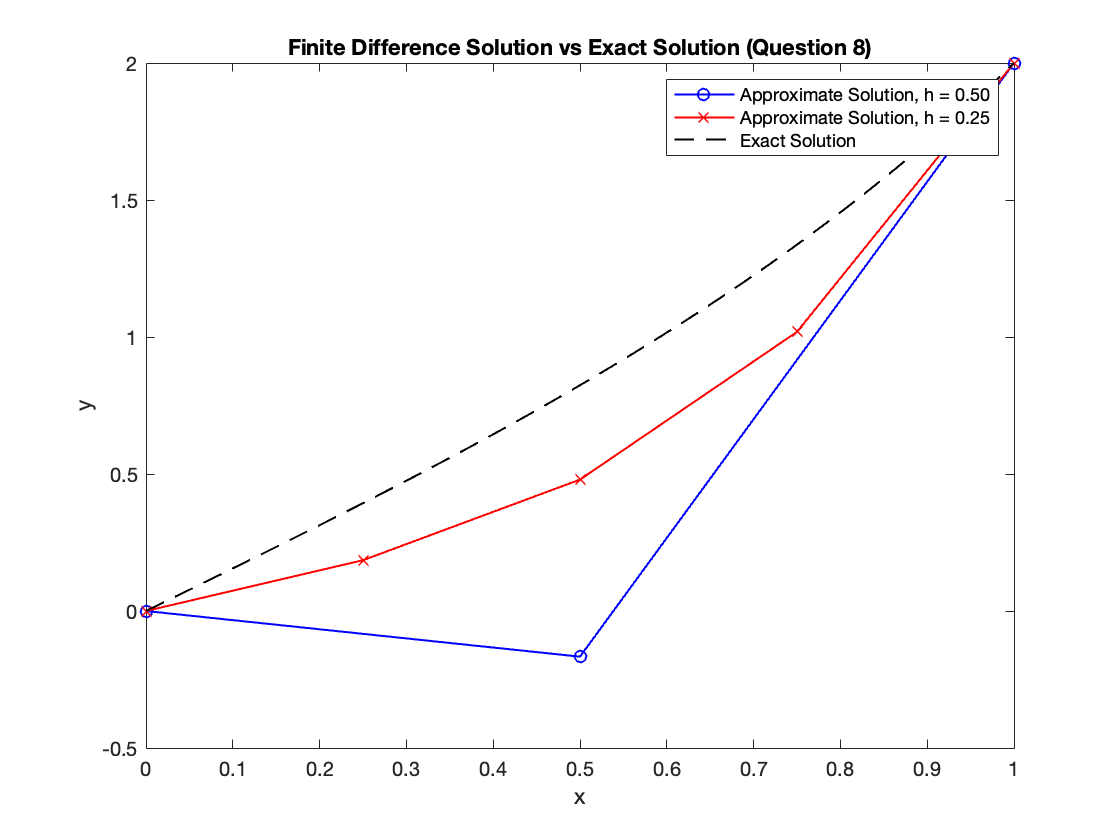 Finite Difference Solution vs Exact Solution (Question 8)
2
1.5
1
0.5
0
-0.5
y
Approximate Solution, h = 0.50
Approximate Solution, h = 0.25
Exact Solution
0 0.1 0.2 0.3 0.4 0.5 0.6 0.7 0.8 0.9 1
x